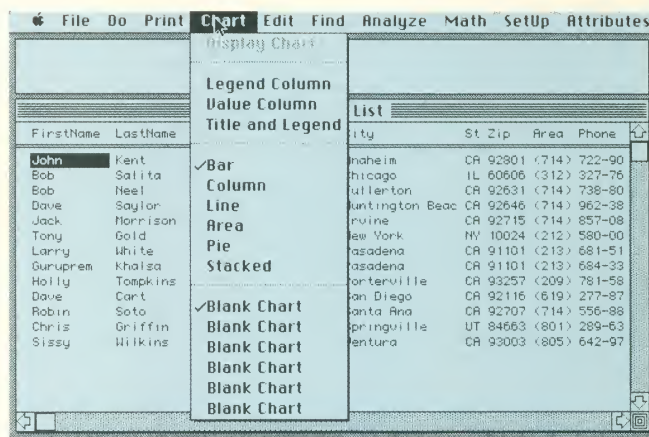 File Do Print Chart Edit Find Analyze Math SetUp Attributes
Display Chart
Legend Column
Value Column
Title and Legend
✓Bar
Column
Line
Area
Pie
Stacked
✓Blank Chart
Blank Chart
Blank Chart
Blank Chart
Blank Chart
Blank Chart
List
FirstName LastName ity St Zip Area Phone
John Kent naheim CA 92801 (714) 722-90
Bob Salita hicago IL 60606 (312) 327-76
Bob Neel ullerton CA 92631 (714) 738-80
Dave Saylor untington Beac CA 92646 (714) 962-38
Jack Morrison rvine CA 92715 (714) 857-08
Tony Gold ew York NY 10024 (212) 580-00
Larry White asadena CA 91101 (213) 681-51
Guruprem Khalsa asadena CA 91101 (213) 684-33
Holly Tompkins orterville CA 93257 (209) 781-58
Dave Cart an Diego CA 92116 (619) 277-87
Robin Soto anta Ana CA 92707 (714) 556-88
Chris Griffin pringville UT 84663 (801) 289-63
Sissy Wilkins entura CA 93003 (805) 642-97